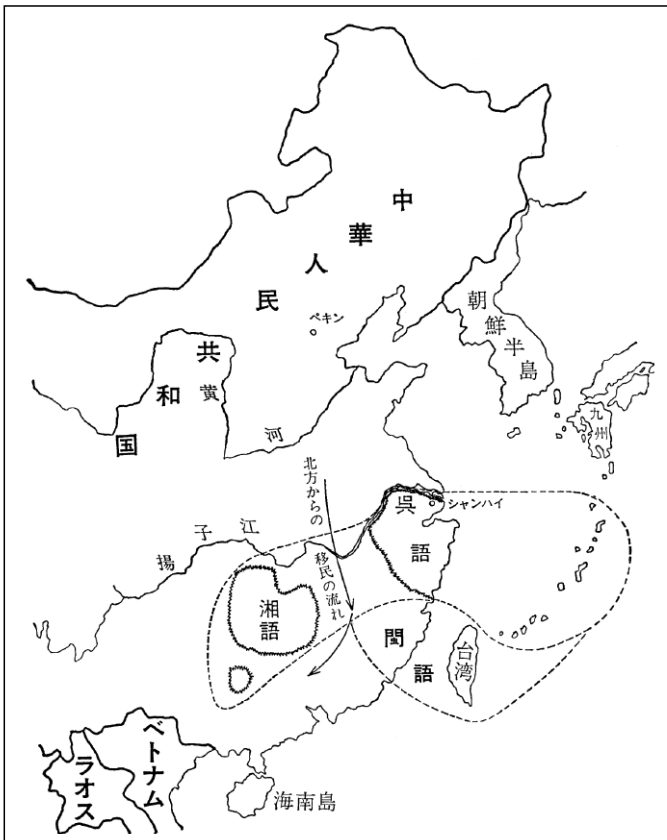 中華人民共和国
ペキン
朝鮮半島
黄河
九州
北方からの
移民の流れ
シャンハイ
呉語
揚子江
湘語
閩語
台湾
ベトナム
ラオス
海南島